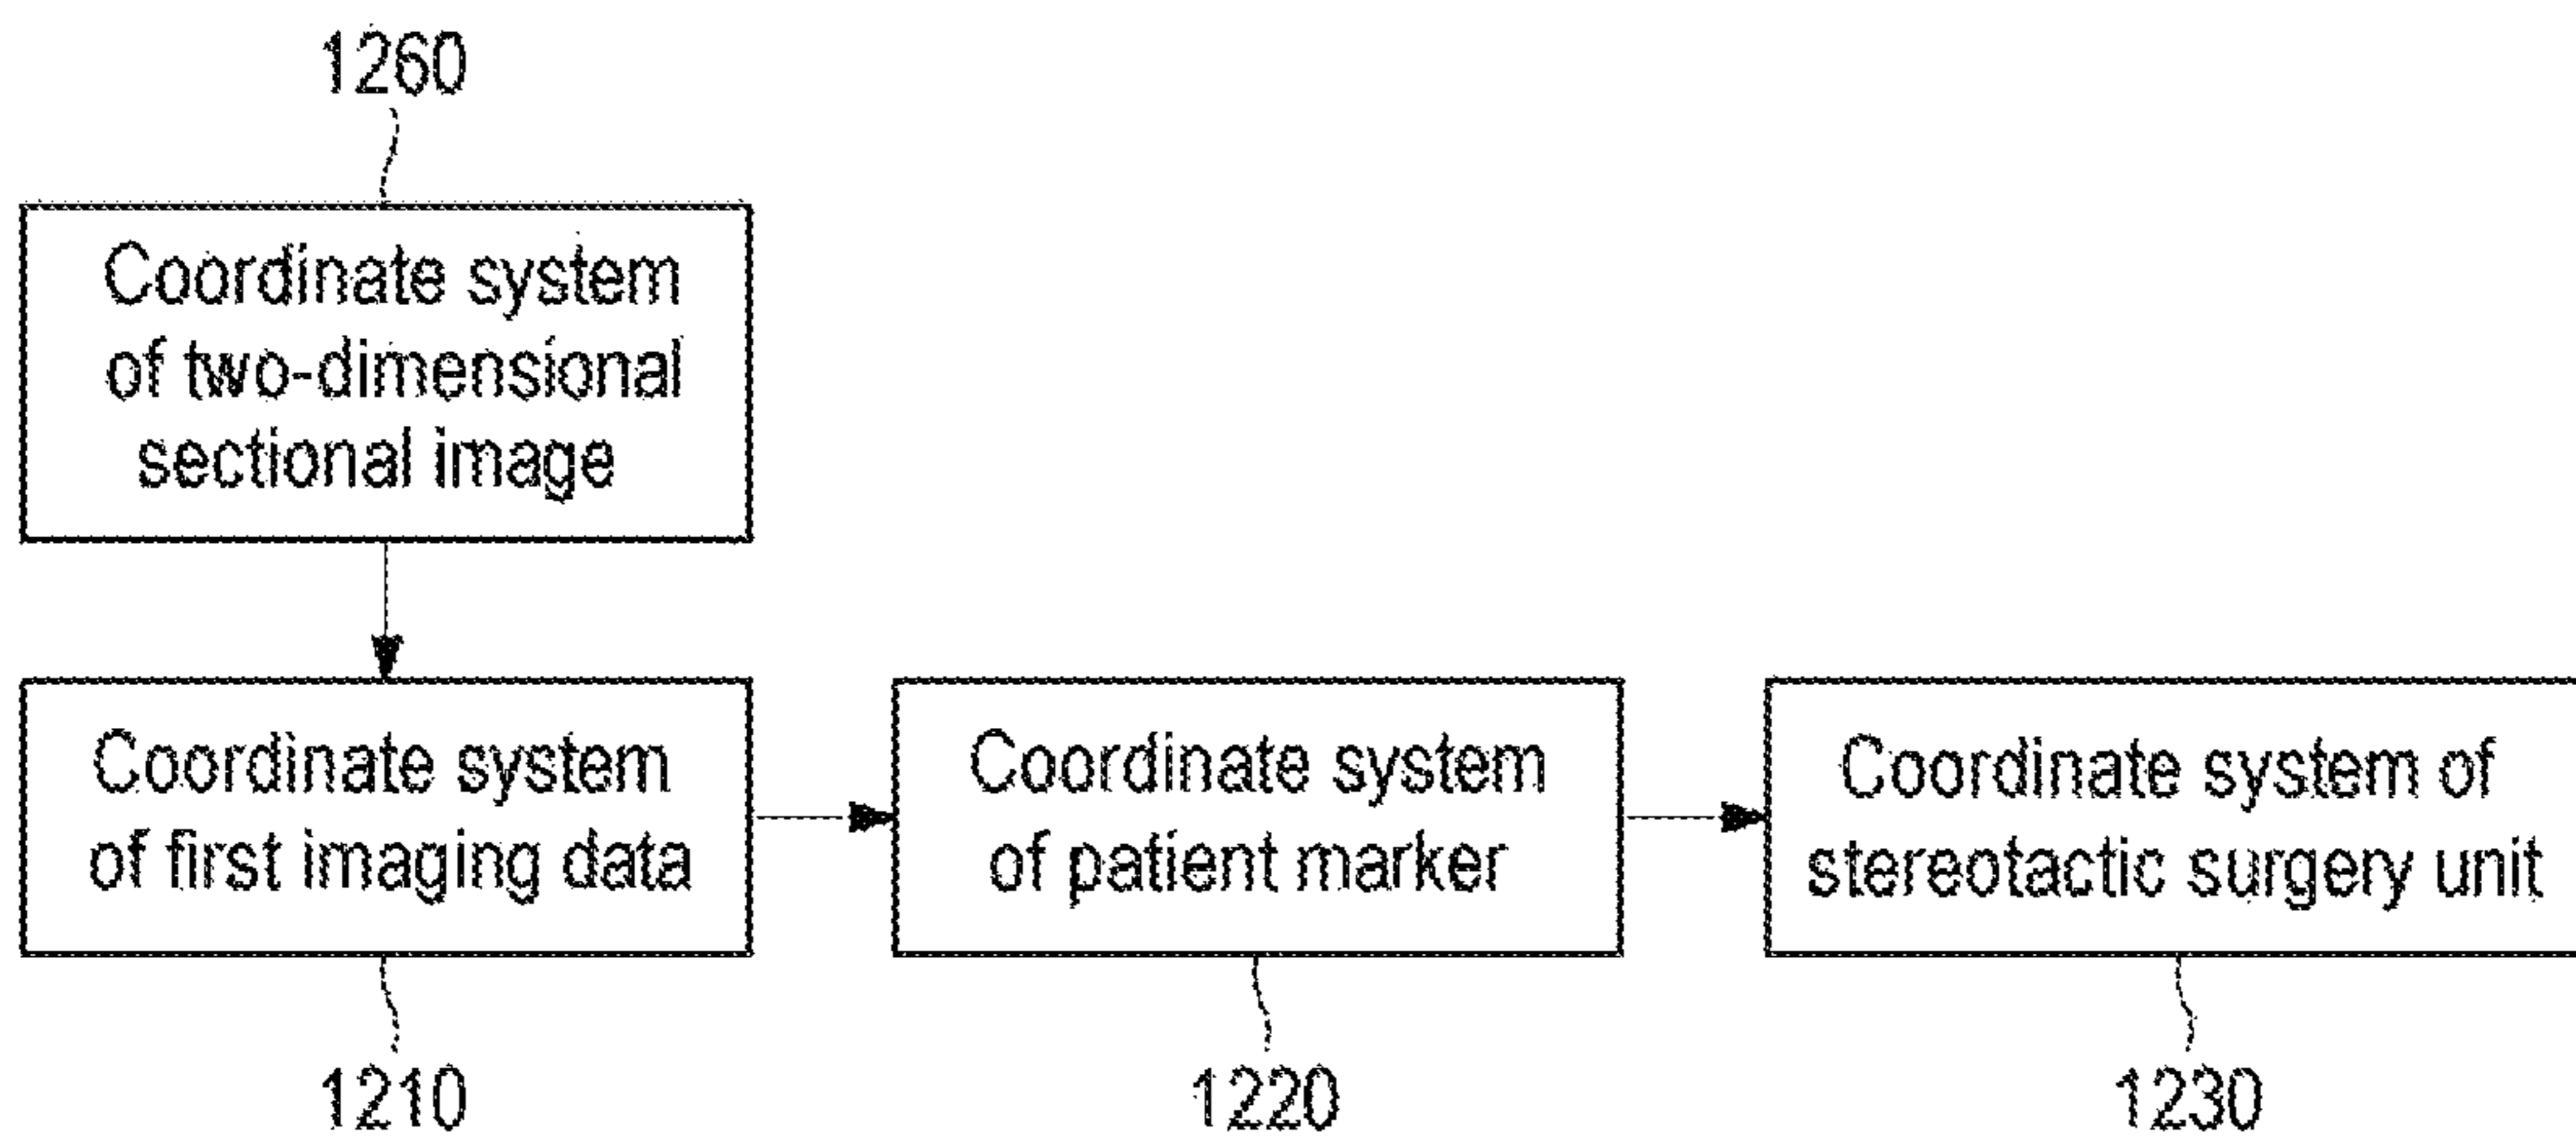 1260
Coordinate system
of two-dimensional
sectional image
Coordinate system
of first imaging data
Coordinate system
of patient marker
Coordinate system of
stereotactic surgery unit
1210
1220
1230